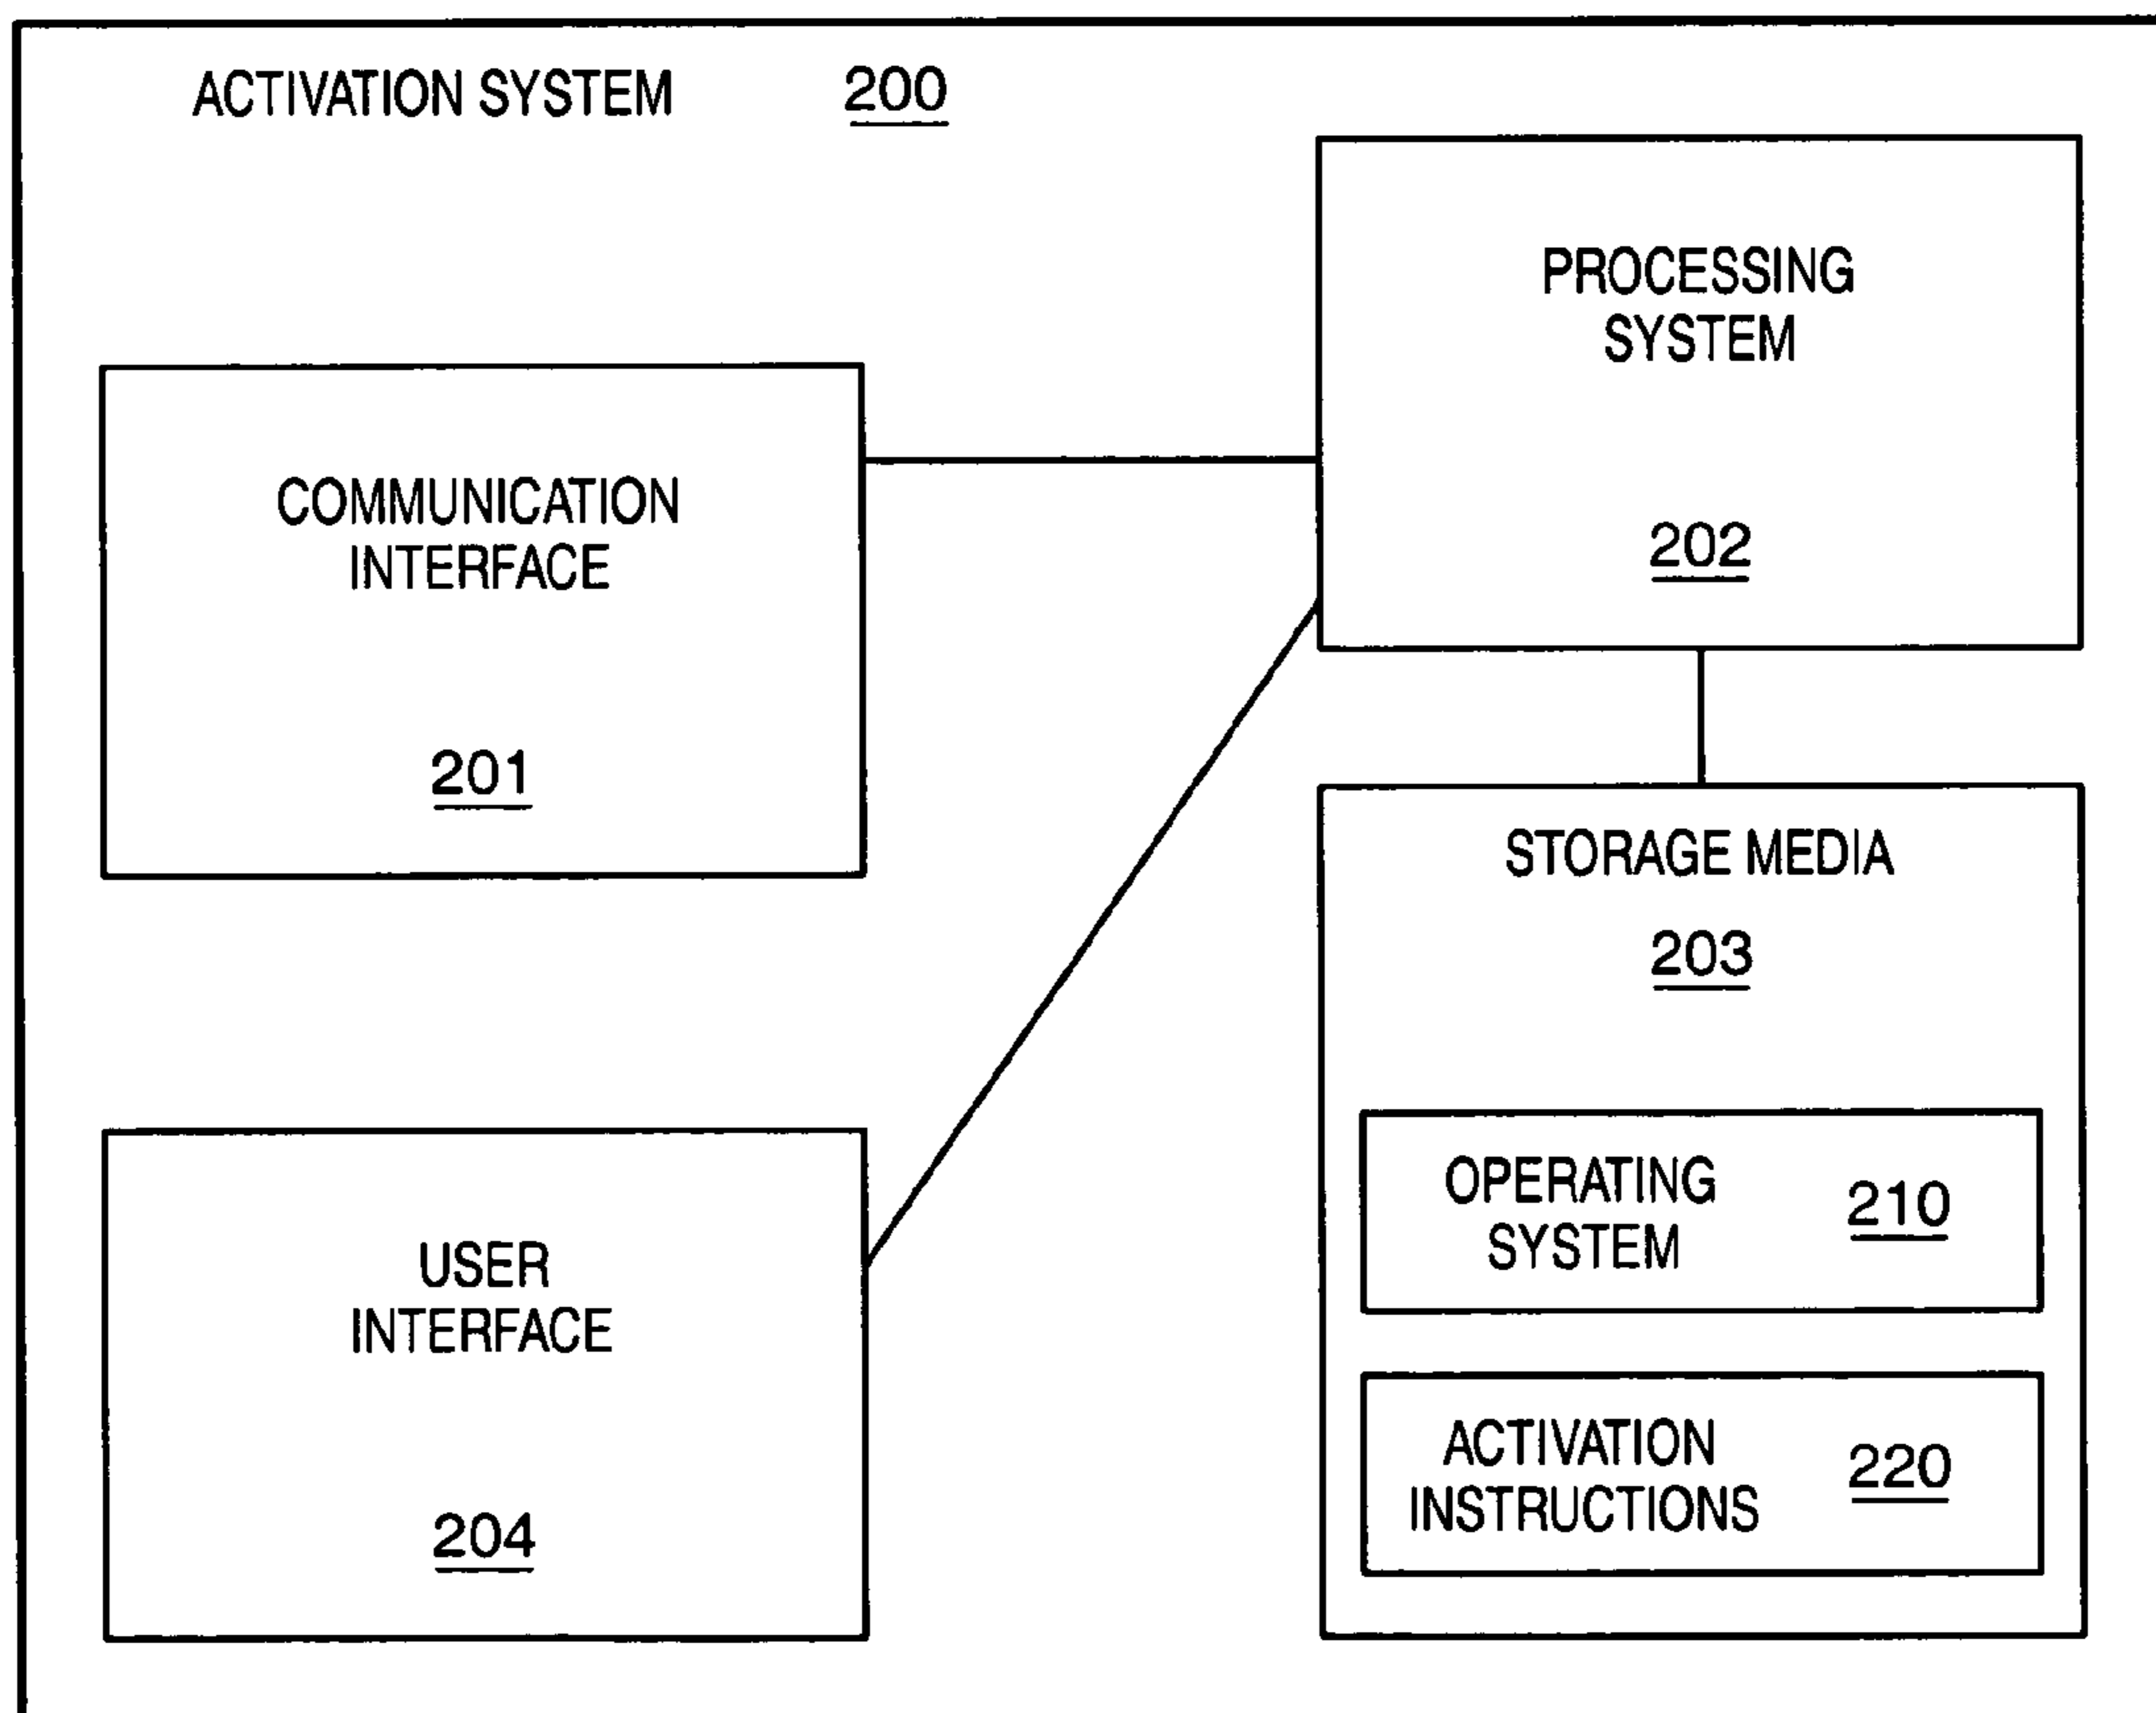 ACTIVATION SYSTEM 200
PROCESSING
SYSTEM
202
COMMUNICATION
INTERFACE
201
STORAGE MEDIA
203
OPERATING
SYSTEM
210
ACTIVATION
INSTRUCTIONS
220
USER
INTERFACE
204